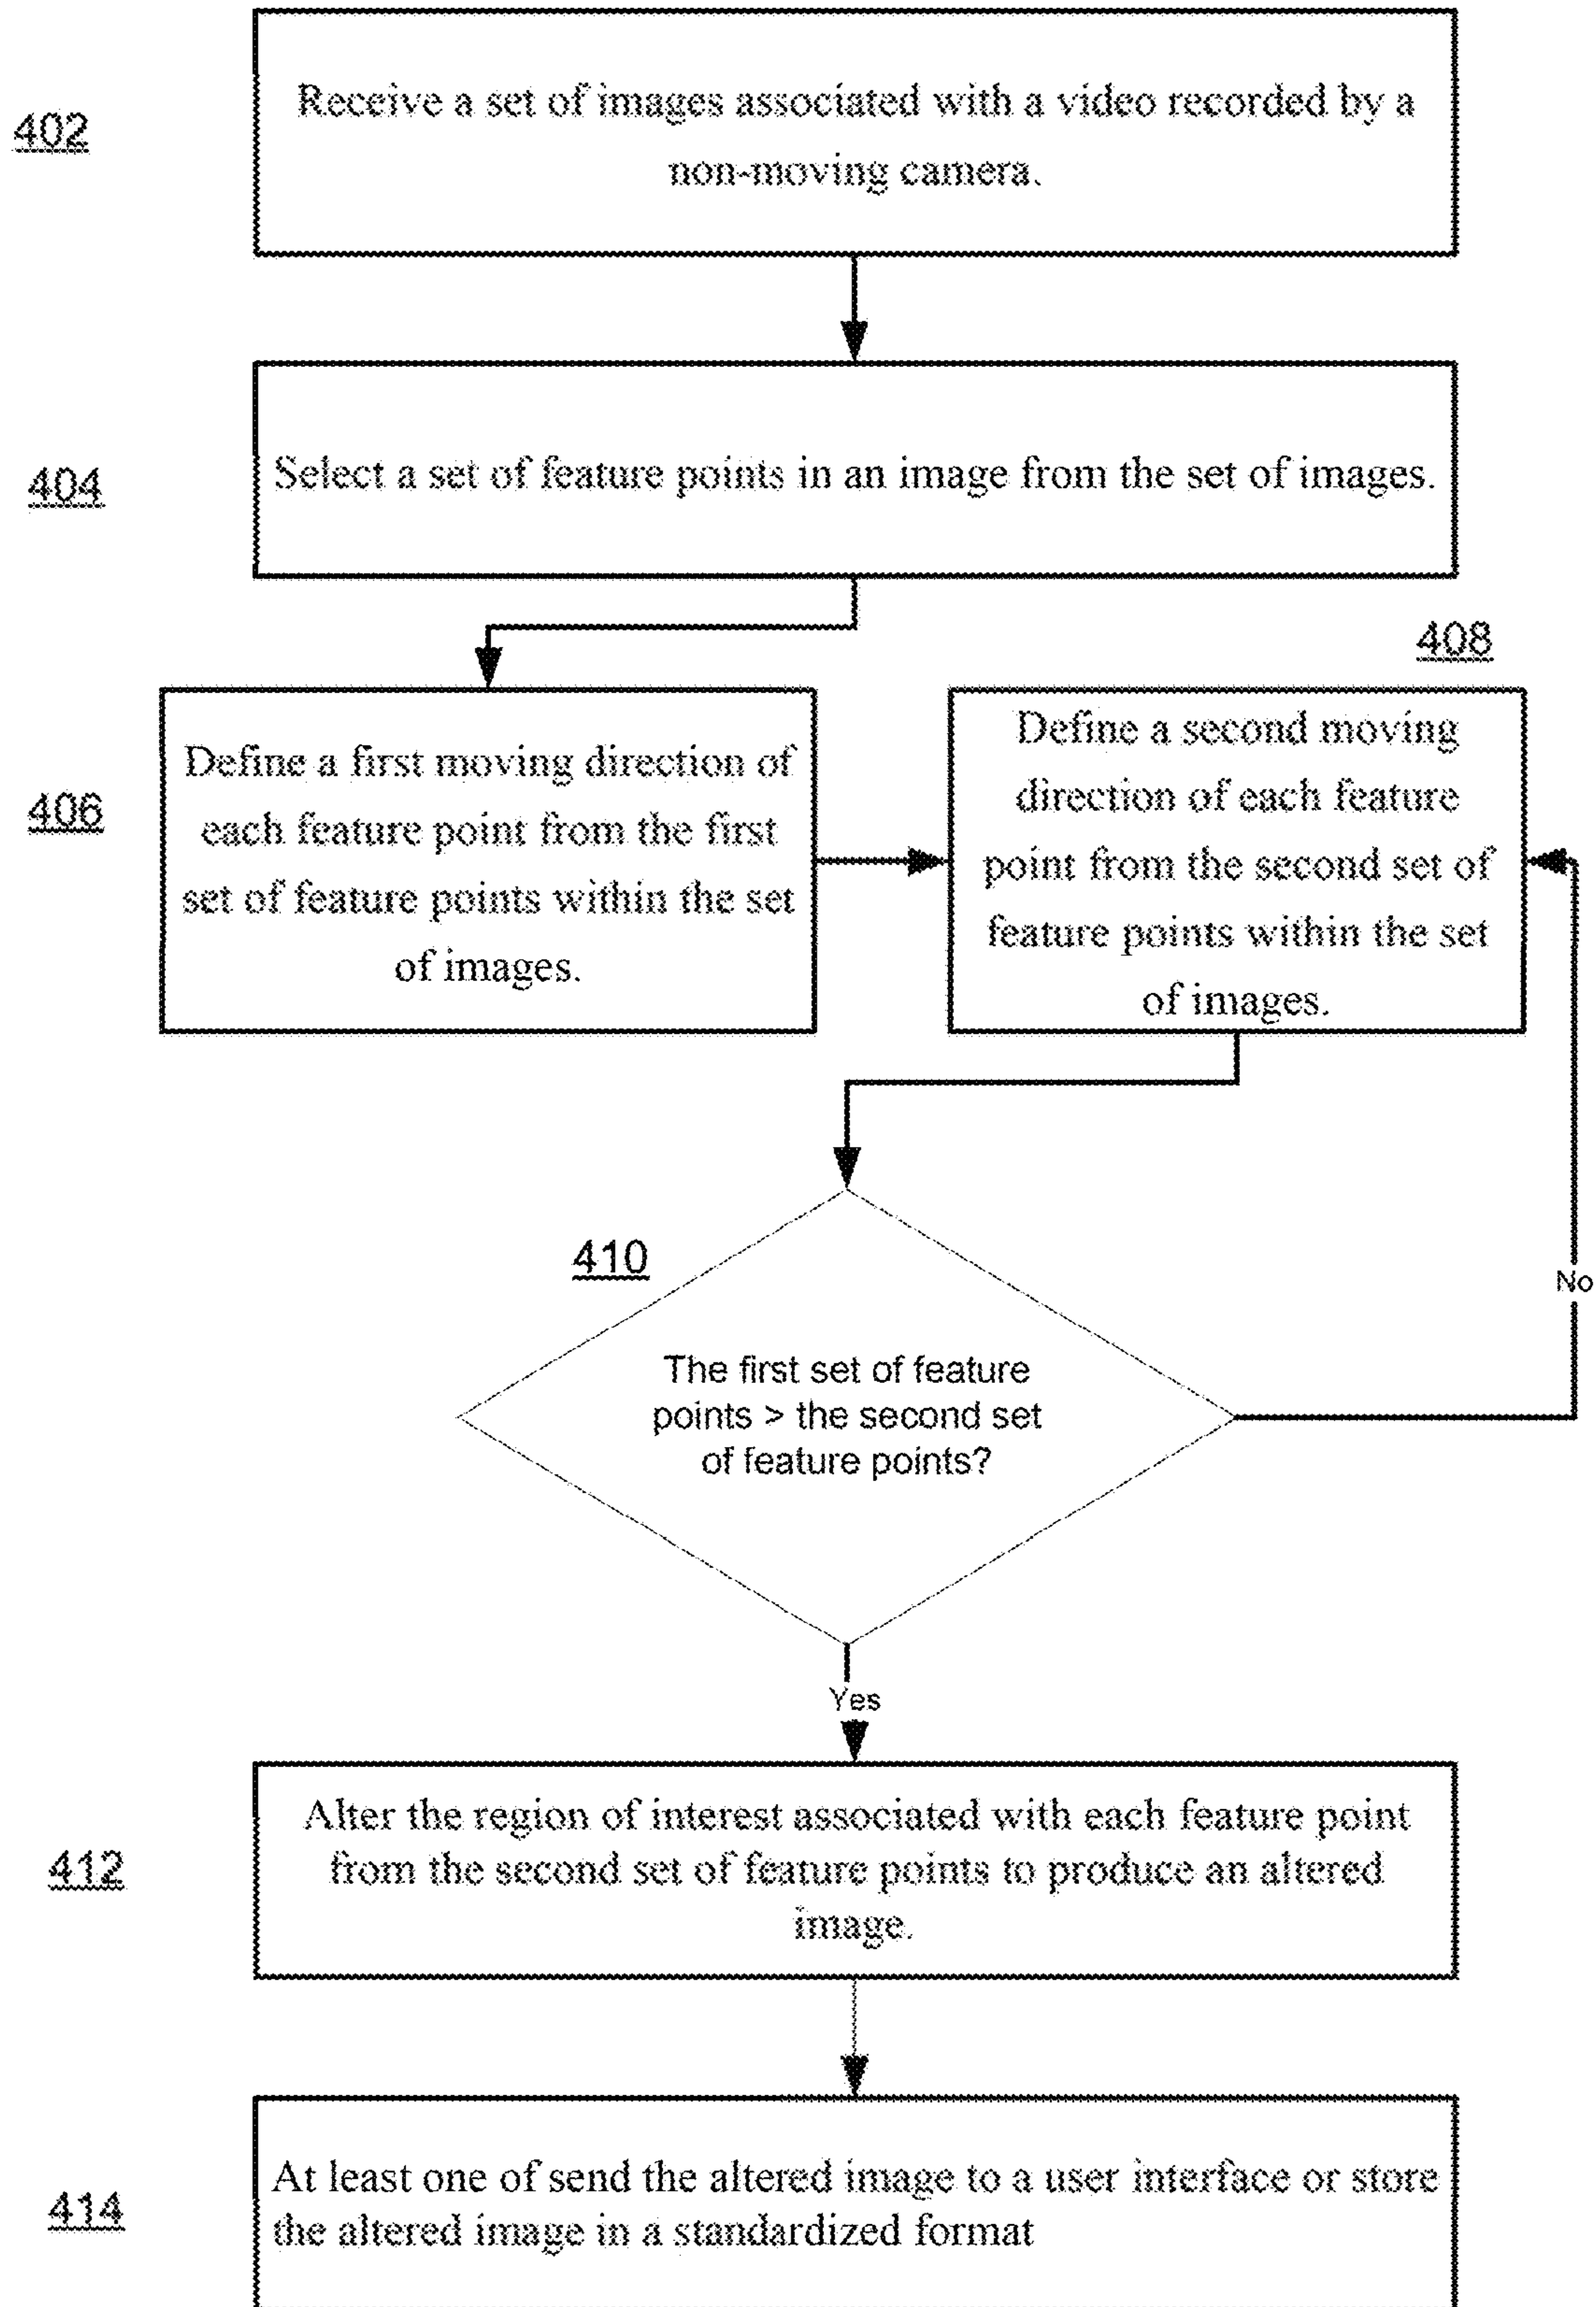 402
Receive a set of images associated with a video recorded by a
non-moving camera.
404
Select a set of feature points in an image from the set of images.
406
Define a first moving direction of
each feature point from the first
set of feature points within the set
of images.
408
Define a second moving
direction of each feature
point from the second set of
feature points within the set
of images.
410
The first set of feature
points > the second set
of feature points?
No
Yes
412
Alter the region of interest associated with each feature point
from the second set of feature points to produce an altered
image.
414
At least one of send the altered image to a user interface or store
the altered image in a standardized format